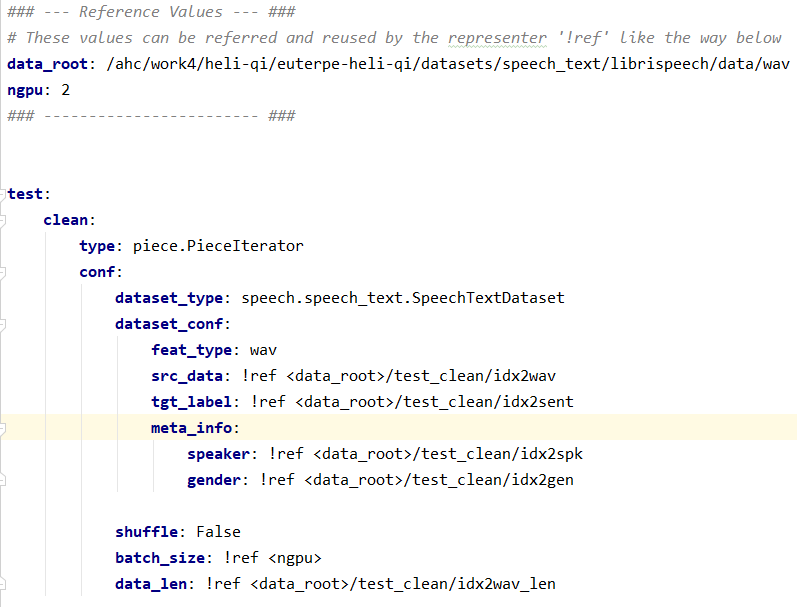 ### --- Reference Values --- ###
# These values can be referred and reused by the representer '!ref' like the way below
data_root: /ahc/work4/heli-qi/euterpe-heli-qi/datasets/speech_text/librispeech/data/wav
ngpu: 2
### ------------------------ ###
test:
    clean:
        type: piece.PieceIterator
        conf:
            dataset_type: speech.speech_text.SpeechTextDataset
            dataset_conf:
                feat_type: wav
                src_data: !ref <data_root>/test_clean/idx2wav
                tgt_label: !ref <data_root>/test_clean/idx2sent
                meta_info:
                    speaker: !ref <data_root>/test_clean/idx2spk
                    gender: !ref <data_root>/test_clean/idx2gen
            shuffle: False
            batch_size: !ref <ngpu>
            data_len: !ref <data_root>/test_clean/idx2wav_len